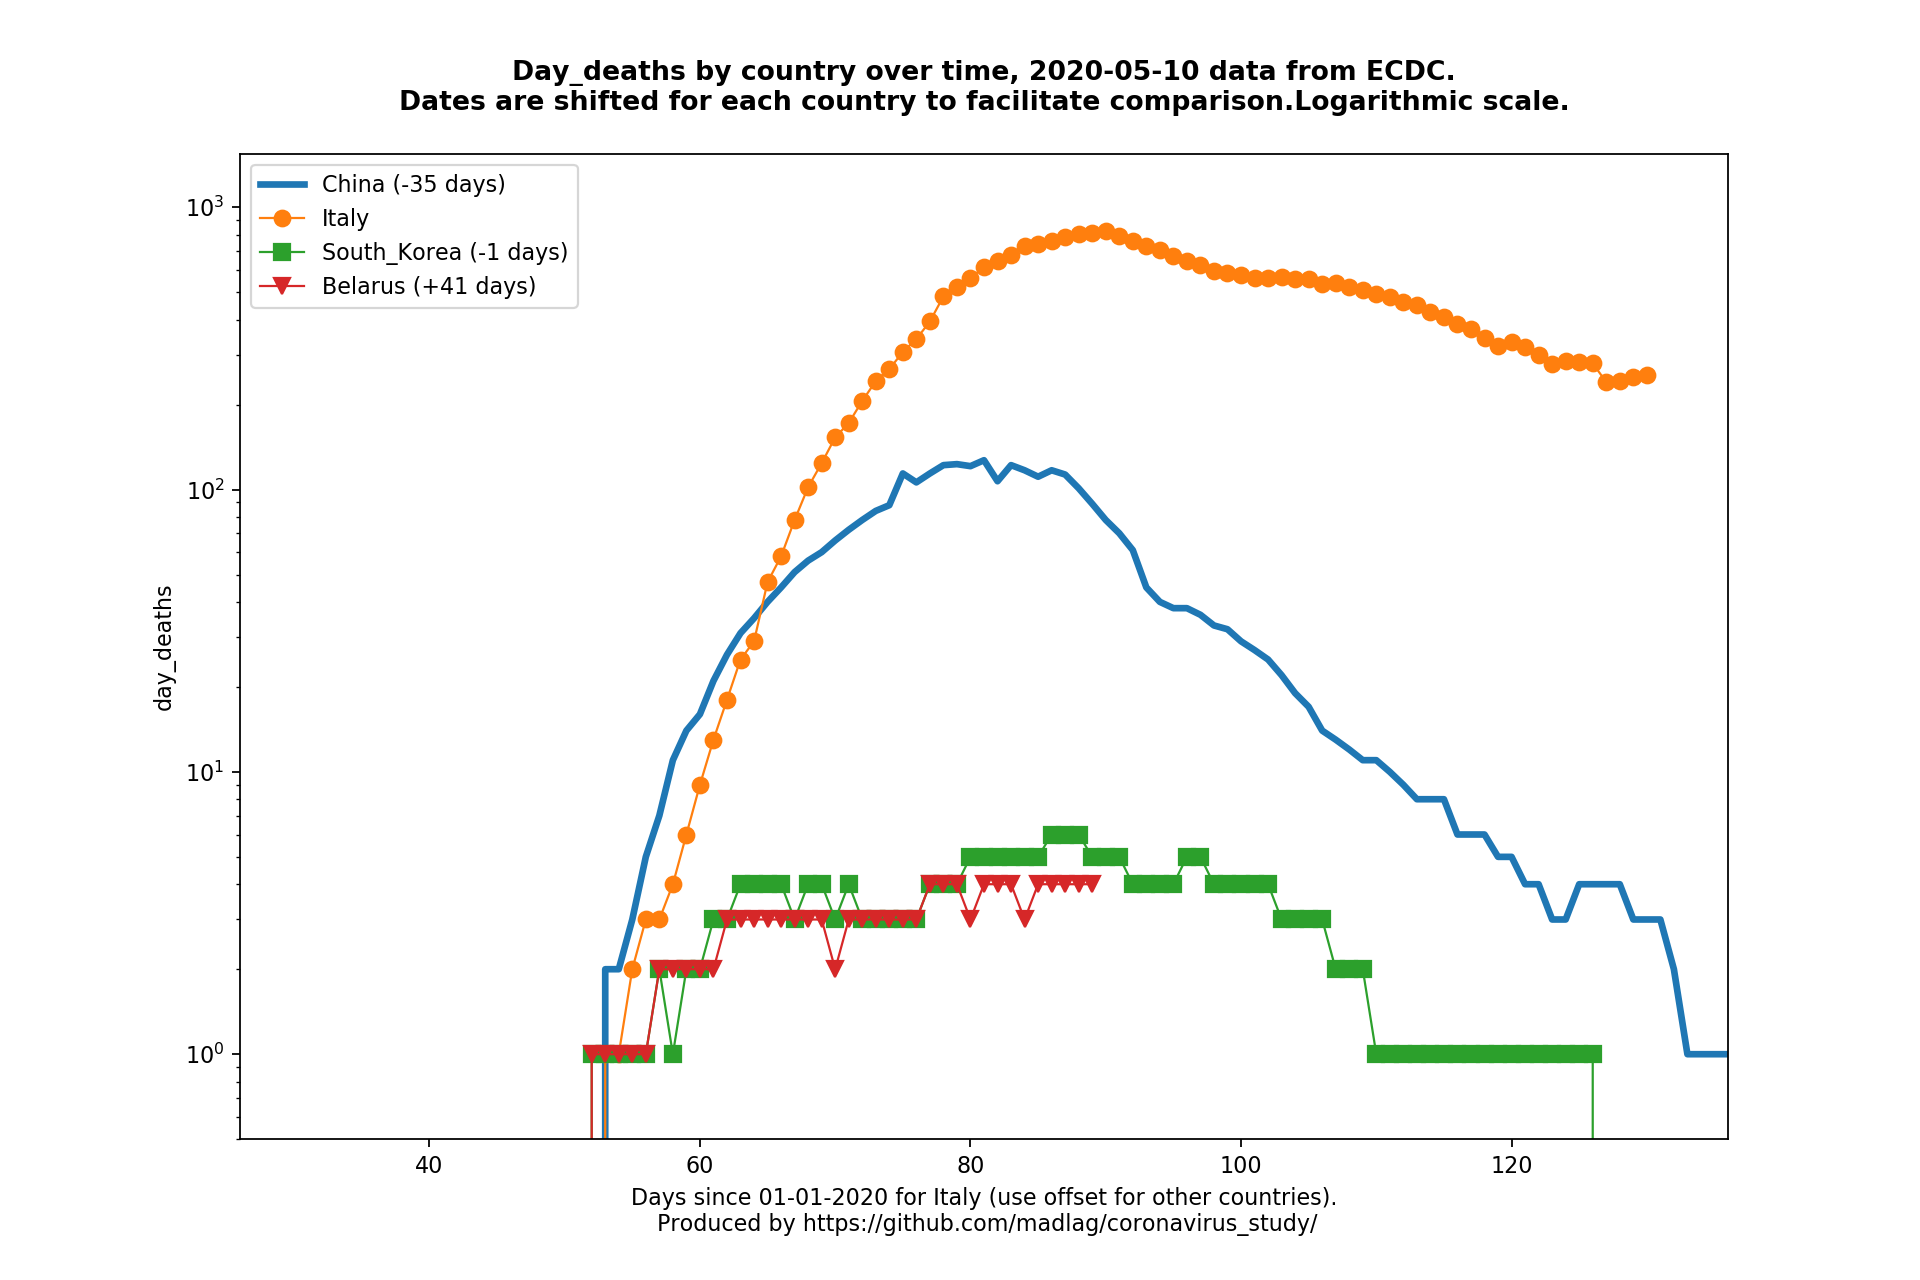 Day_deaths by country over time, 2020-05-10 data from ECDC.
Dates are shifted for each country to facilitate comparison.Logarithmic scale.
China (-35 days)
Italy
South_Korea (-1 days)
Belarus (+41 days)
10³
10²
10¹
10⁰
day_deaths
40 60 80 100 120
Days since 01-01-2020 for Italy (use offset for other countries).
Produced by https://github.com/madlag/coronavirus_study/